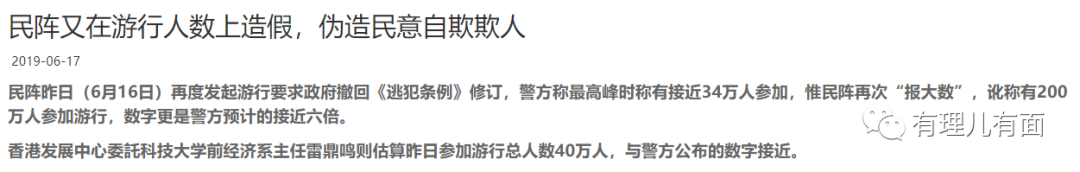 民阵又在游行人数上造假，伪造民意自欺欺人
2019-06-17
民阵昨日（6月16日）再度发起游行要求政府撤回《逃犯条例》修订，警方称最高峰时称有接近34万人参加，惟民阵再次“报大数”，讹称有200
万人参加游行，数字更是警方预计的接近六倍。
香港发展中心委託科技大学前经济系主任雷鼎鸣则估算昨日参加游行总人数40万人，与警方公布的数字接近。
有理儿有面